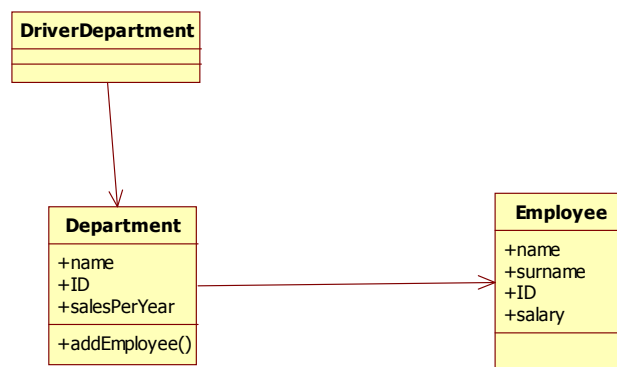 DriverDepartment
Department
+name
+ID
+salesPerYear
+addEmployee()
Employee
+name
+surname
+ID
+salary